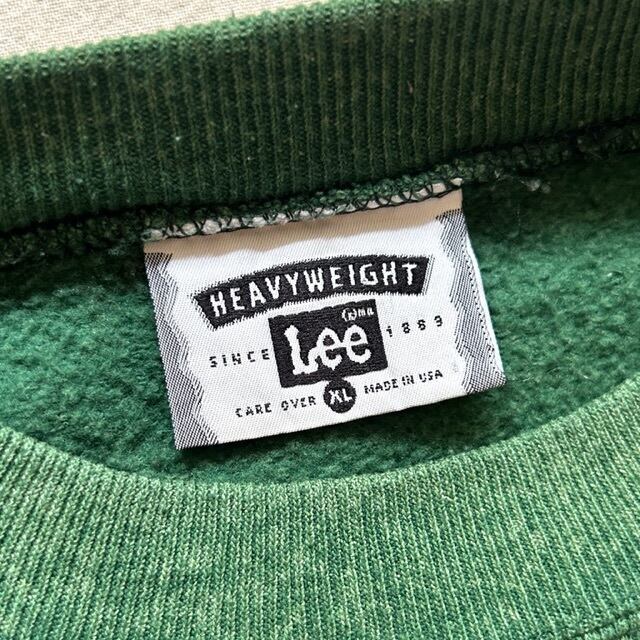 HEAVYWEIGHT
Lee
SINCE 1889
CARE OVER XL MADE IN USA